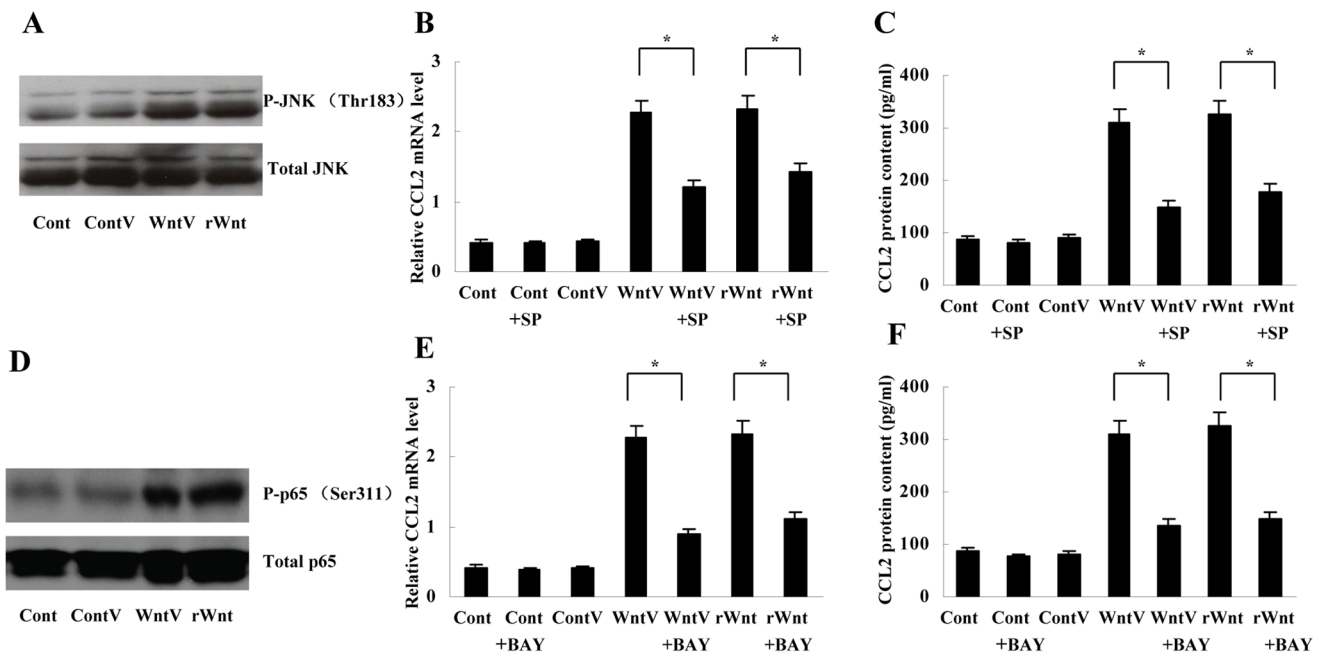 A
P-JNK （Thr183）
Total JNK
Cont ContV WntV rWnt
B
Relative CCL2 mRNA level
3
2
1
0
* *
Cont Cont ContV WntV WntV rWnt rWnt
+SP +SP +SP
C
CCL2 protein content (pg/ml)
400
300
200
100
0
* *
Cont Cont ContV WntV WntV rWnt rWnt
+SP +SP +SP
D
P-p65 （Ser311）
Total p65
Cont ContV WntV rWnt
E
Relative CCL2 mRNA level
3
2
1
0
* *
Cont Cont ContV WntV WntV rWnt rWnt
+BAY +BAY +BAY
F
CCL2 protein content (pg/ml)
400
300
200
100
0
* *
Cont Cont ContV WntV WntV rWnt rWnt
+BAY +BAY +BAY